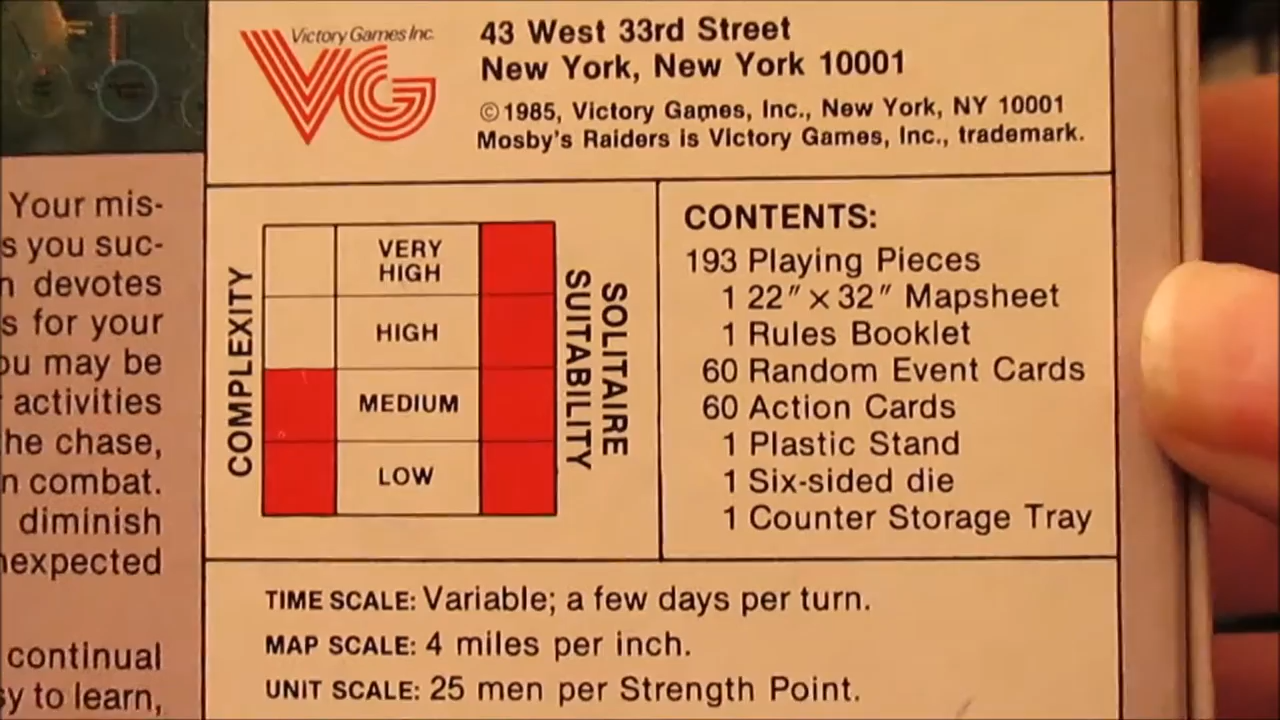 Victory Games Inc.
VG
43 West 33rd Street
New York, New York 10001
©1985, Victory Games, Inc., New York, NY 10001
Mosby's Raiders is Victory Games, Inc., trademark.
Your mis-
s you suc-
n devotes
s for your
ou may be
activities
he chase,
n combat.
diminish
nexpected
continual
sy to learn,
COMPLEXITY
VERY
HIGH
HIGH
MEDIUM
LOW
SOLITAIRE
SUITABILITY
CONTENTS:
193 Playing Pieces
1 22" x 32" Mapsheet
1 Rules Booklet
60 Random Event Cards
60 Action Cards
1 Plastic Stand
1 Six-sided die
1 Counter Storage Tray
TIME SCALE: Variable; a few days per turn.
MAP SCALE: 4 miles per inch.
UNIT SCALE: 25 men per Strength Point.